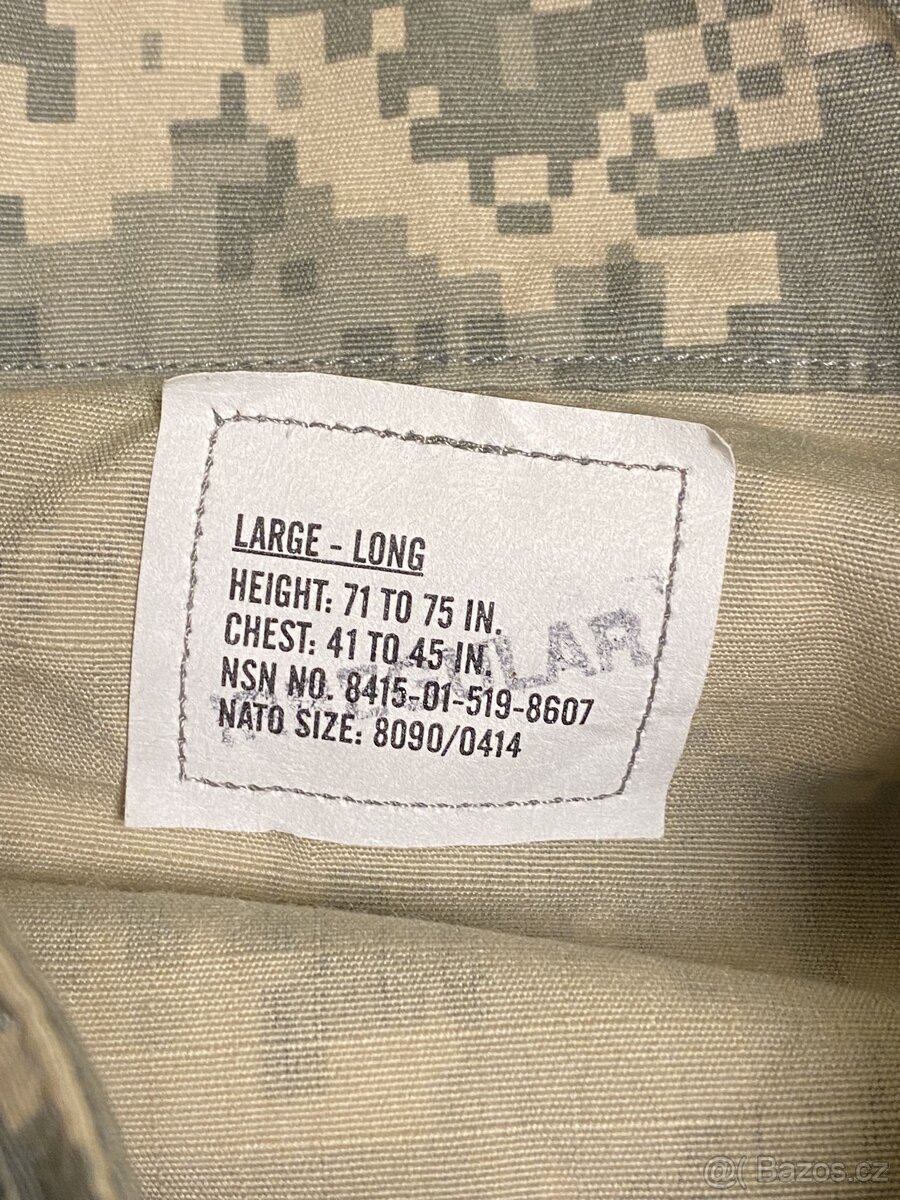 LARGE - LONG
HEIGHT: 71 TO 75 IN.
CHEST: 41 TO 45 IN.
NSN NO. 8415-01-519-8607
NATO SIZE: 8090/0414
IRREGULAR
@( Bazos.cz